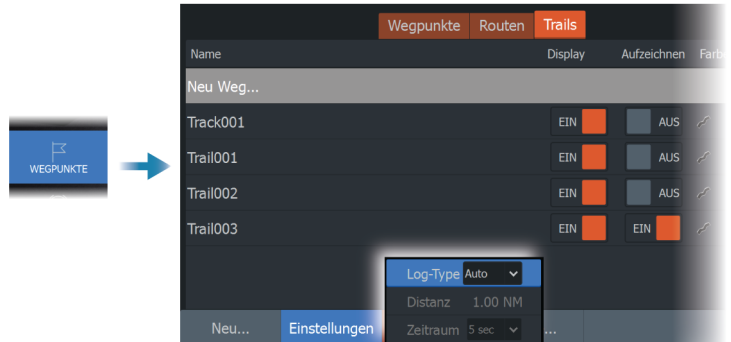 Wegpunkte Routen Trails
Name Display Aufzeichnen Farb
Neu Weg...
Track001 EIN AUS
WEGPUNKTE
Trail001 EIN AUS
Trail002 EIN AUS
Trail003 EIN EIN
Log-Type Auto
Distanz 1.00 NM
Neu... Einstellungen Zeitraum 5 sec ...